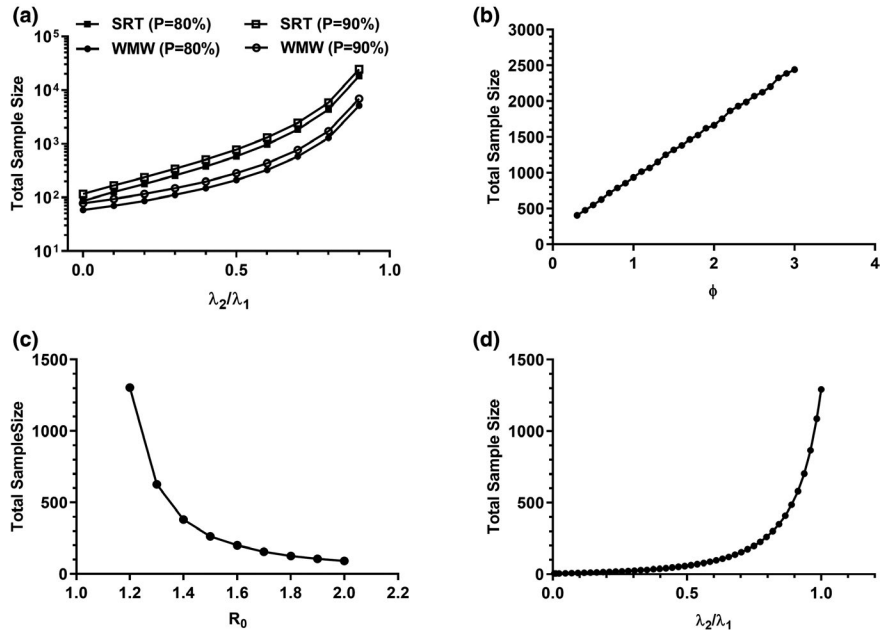 (a)
SRT (P=80%) SRT (P=90%)
WMW (P=80%) WMW (P=90%)
Total Sample Size
10⁵
10⁴
10³
10²
10¹
0.0 0.5 1.0
λ₂/λ₁
(b)
Total Sample Size
3000
2500
2000
1500
1000
500
0
0 1 2 3 4
ϕ
(c)
Total SampleSize
1500
1000
500
0
1.0 1.2 1.4 1.6 1.8 2.0 2.2
R₀
(d)
Total Sample Size
1500
1000
500
0
0.0 0.5 1.0
λ₂/λ₁